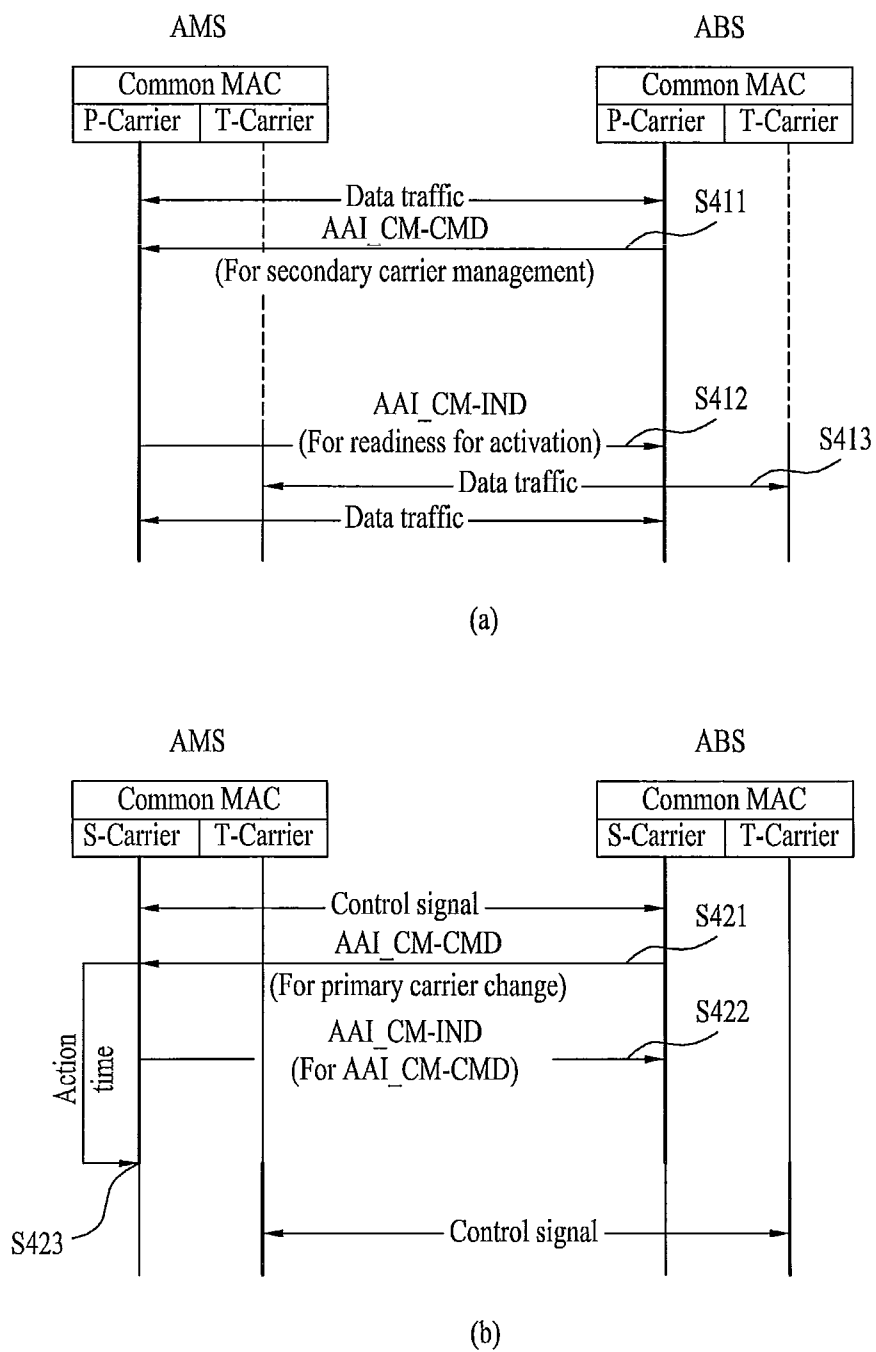 AMS
ABS
Common MAC
Common MAC
P-Carrier
T-Carrier
P-Carrier
T-Carrier
Data traffic
S411
AAI_CM-CMD
(For secondary carrier management)
AAI_CM-IND
S412
(For readiness for activation)
S413
Data traffic
Data traffic
(a)
AMS
ABS
Common MAC
Common MAC
S-Carrier
T-Carrier
S-Carrier
T-Carrier
Control signal
S421
AAI_CM-CMD
(For primary carrier change)
S422
AAI_CM-IND
(For AAI_CM-CMD)
Action
time
S423
Control signal
(b)